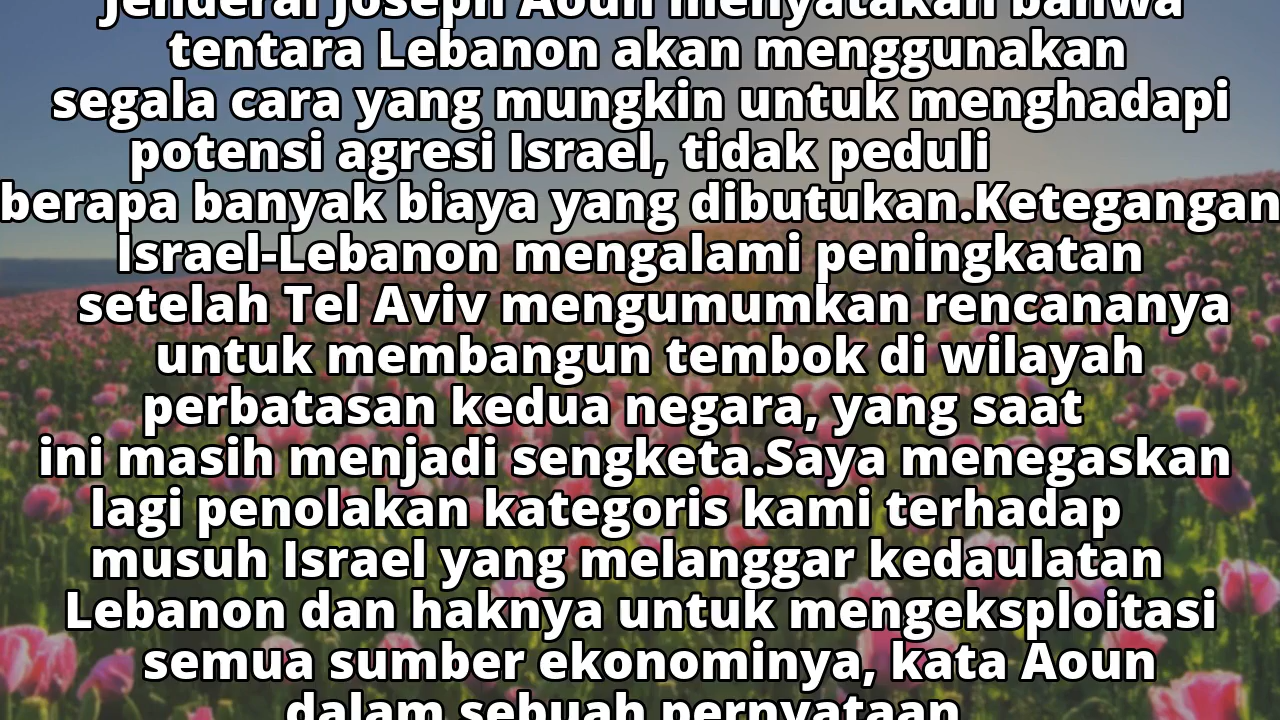 Jenderal Joseph Aoun menyatakan bahwa
tentara Lebanon akan menggunakan
segala cara yang mungkin untuk menghadapi
potensi agresi Israel, tidak peduli
berapa banyak biaya yang dibutukan.Ketegangan
Israel-Lebanon mengalami peningkatan
setelah Tel Aviv mengumumkan rencananya
untuk membangun tembok di wilayah
perbatasan kedua negara, yang saat
ini masih menjadi sengketa.Saya menegaskan
lagi penolakan kategoris kami terhadap
musuh Israel yang melanggar kedaulatan
Lebanon dan haknya untuk mengeksploitasi
semua sumber ekonominya, kata Aoun
dalam sebuah pernyataan